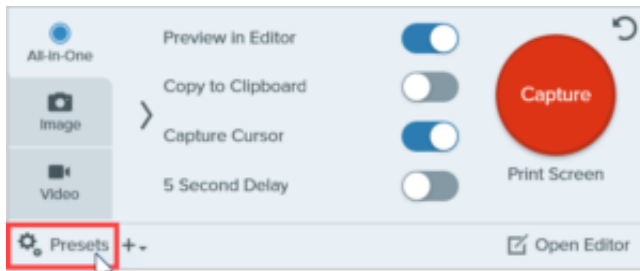 All-in-One
Image
Video
Preview in Editor
Copy to Clipboard
Capture Cursor
5 Second Delay
Capture
Print Screen
Presets
Open Editor